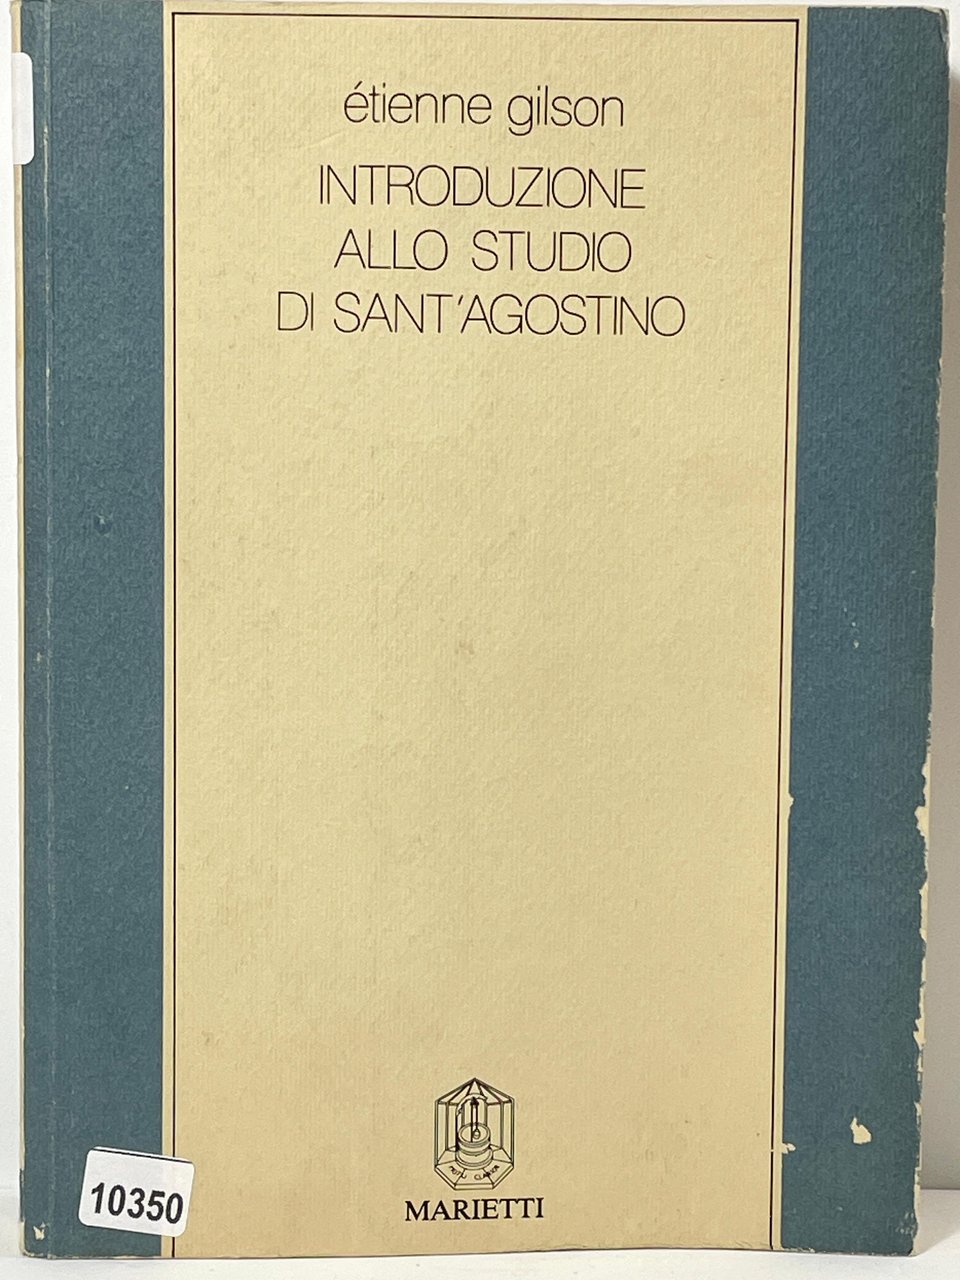 étienne gilson
INTRODUZIONE
ALLO STUDIO
DI SANT'AGOSTINO
MARIETTI
10350